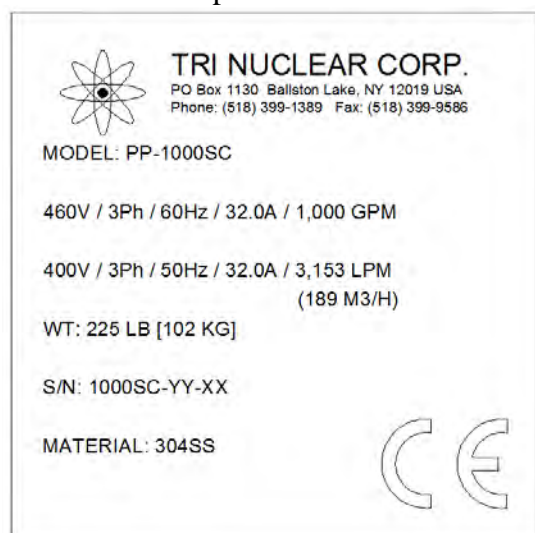 TRI NUCLEAR CORP.
PO Box 1130 Ballston Lake, NY 12019 USA
Phone: (518) 399-1389 Fax: (518) 399-9586
MODEL: PP-1000SC
460V / 3Ph / 60Hz / 32.0A / 1,000 GPM
400V / 3Ph / 50Hz / 32.0A / 3,153 LPM
(189 M3/H)
WT: 225 LB [102 KG]
S/N: 1000SC-YY-XX
MATERIAL: 304SS
CE